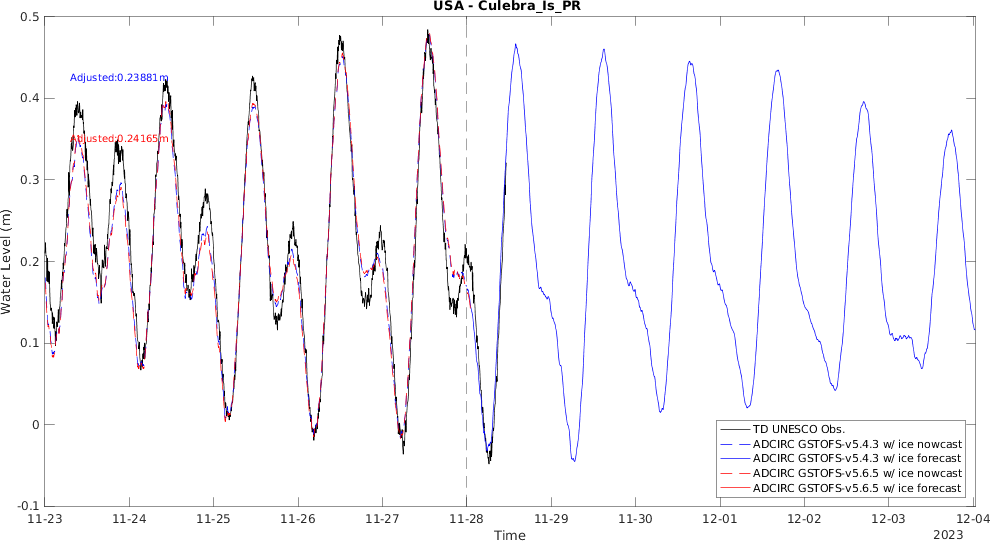 USA - Culebra_Is_PR
0.5
0.4
0.3
0.2
0.1
0
-0.1
Water Level (m)
Adjusted:0.23881m
Adjusted:0.24165m
TD UNESCO Obs.
ADCIRC GSTOFS-v5.4.3 w/ ice nowcast
ADCIRC GSTOFS-v5.4.3 w/ ice forecast
ADCIRC GSTOFS-v5.6.5 w/ ice nowcast
ADCIRC GSTOFS-v5.6.5 w/ ice forecast
11-23 11-24 11-25 11-26 11-27 11-28 11-29 11-30 12-01 12-02 12-03 12-04
Time
2023